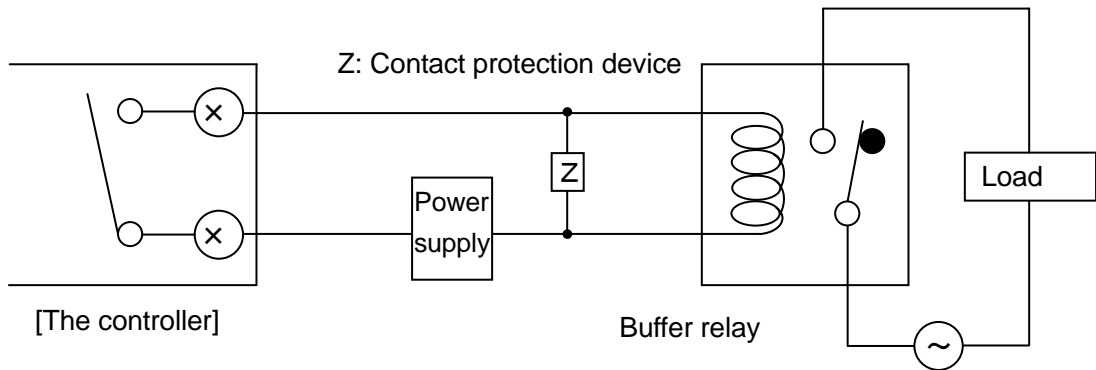 Z: Contact protection device
Z
Load
Power
supply
[The controller]
Buffer relay
~